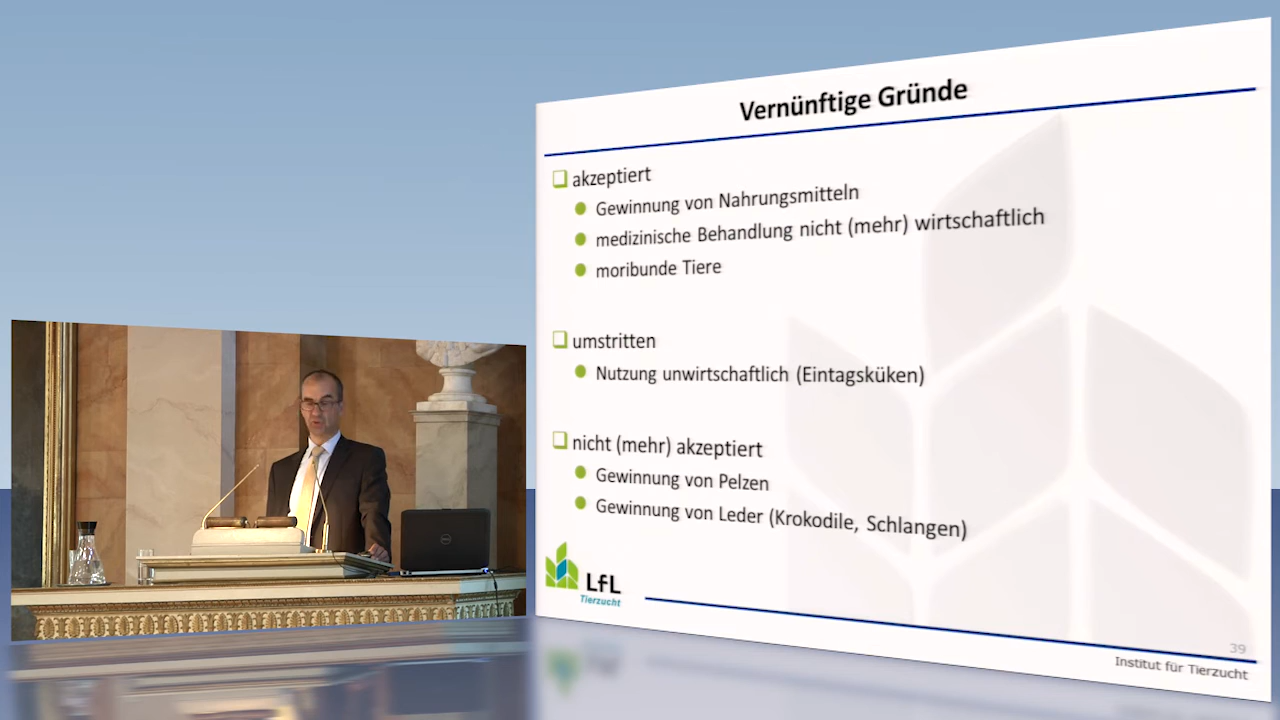 Vernünftige Gründe
akzeptiert
Gewinnung von Nahrungsmitteln
medizinische Behandlung nicht (mehr) wirtschaftlich
moribunde Tiere
umstritten
Nutzung unwirtschaftlich (Eintagsküken)
nicht (mehr) akzeptiert
Gewinnung von Pelzen
Gewinnung von Leder (Krokodile, Schlangen)
LfL
Tierzucht
39
Institut für Tierzucht
DELL